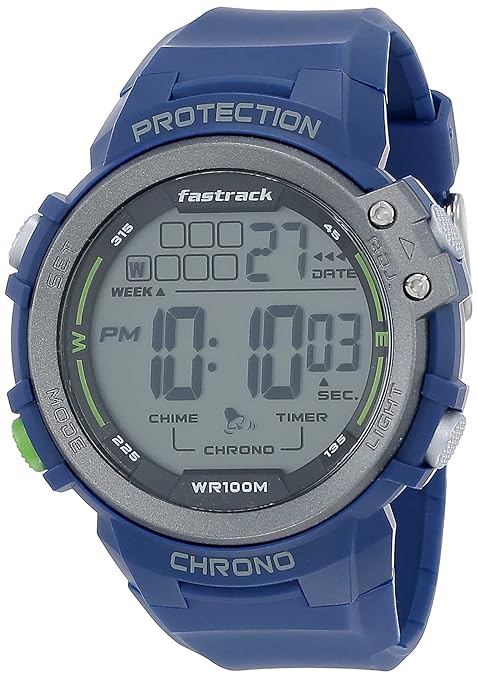 PROTECTION
fastrack
315
45
SET
ADJ
W
27
DATE
WEEK
W
E
PM 10:10 03
SEC.
CHIME
TIMER
CHRONO
MODE
LIGHT
225
135
WR100M
CHRONO